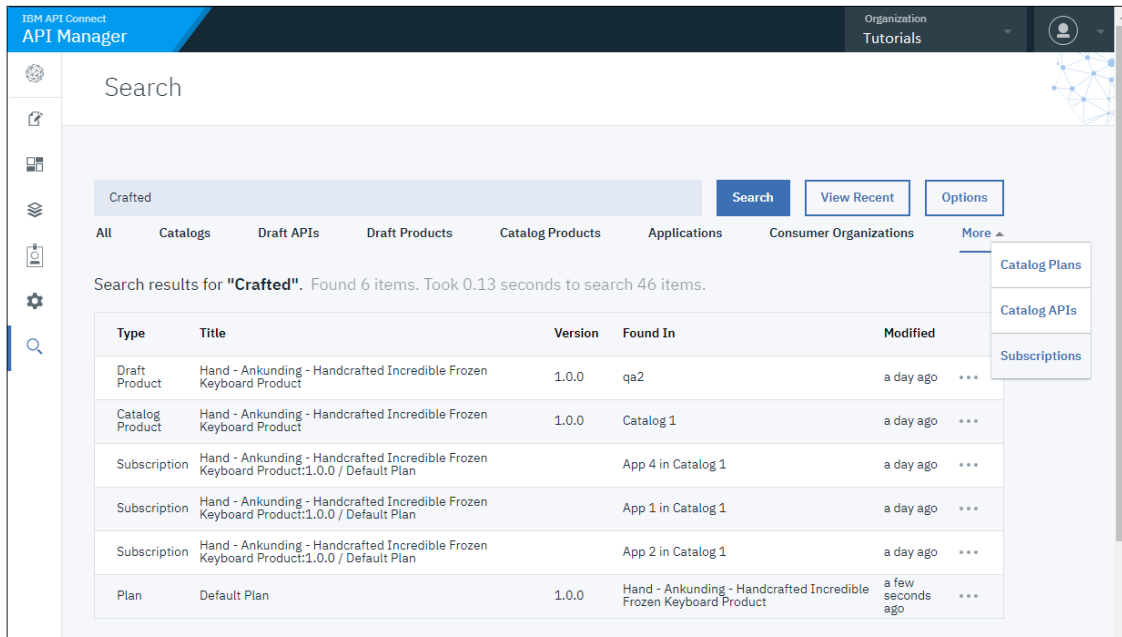 IBM API Connect
API Manager
Organization
Tutorials
Search
Crafted
Search
View Recent
Options
All
Catalogs
Draft APIs
Draft Products
Catalog Products
Applications
Consumer Organizations
More
Catalog Plans
Catalog APIs
Subscriptions
Search results for "Crafted". Found 6 items. Took 0.13 seconds to search 46 items.
Type Title Version Found In Modified
Draft Product
Hand - Ankunding - Handcrafted Incredible Frozen
Keyboard Product
1.0.0
qa2
a day ago
Catalog
Product
Hand - Ankunding - Handcrafted Incredible Frozen
Keyboard Product
1.0.0
Catalog 1
a day ago
Subscription
Hand - Ankunding - Handcrafted Incredible Frozen
Keyboard Product:1.0.0 / Default Plan
App 4 in Catalog 1
a day ago
Subscription
Hand - Ankunding - Handcrafted Incredible Frozen
Keyboard Product:1.0.0 / Default Plan
App 1 in Catalog 1
a day ago
Subscription
Hand - Ankunding - Handcrafted Incredible Frozen
Keyboard Product:1.0.0 / Default Plan
App 2 in Catalog 1
a day ago
Plan
Default Plan
1.0.0
Hand - Ankunding - Handcrafted Incredible
Frozen Keyboard Product
a few
seconds
ago